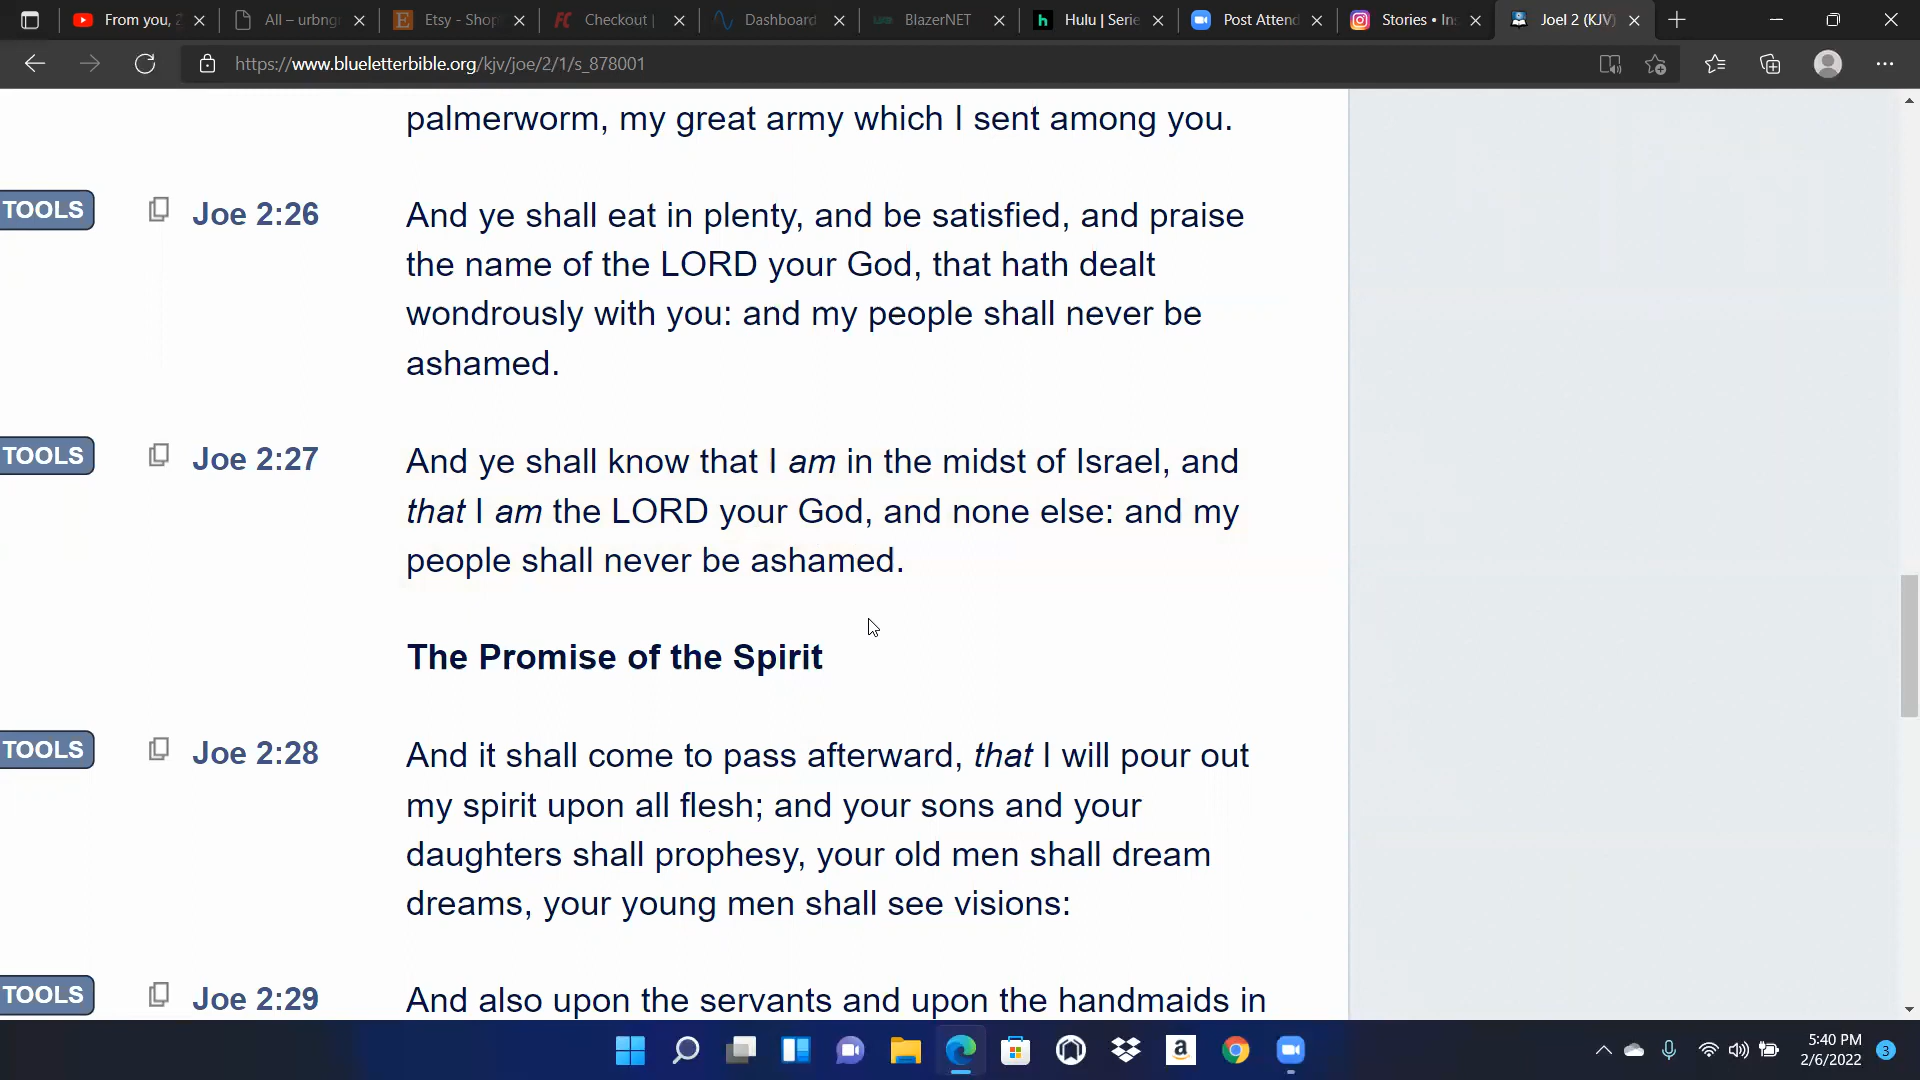 From you, 2
All – urbng
Etsy - Shop
Checkout |
Dashboard
BlazerNET
Hulu | Serie
Post Attend
Stories • In
Joel 2 (KJV)
https://www.blueletterbible.org/kjv/joe/2/1/s_878001
palmerworm, my great army which I sent among you.
TOOLS Joe 2:26 And ye shall eat in plenty, and be satisfied, and praise
the name of the LORD your God, that hath dealt
wondrously with you: and my people shall never be
ashamed.
TOOLS Joe 2:27 And ye shall know that I am in the midst of Israel, and
that I am the LORD your God, and none else: and my
people shall never be ashamed.
The Promise of the Spirit
TOOLS Joe 2:28 And it shall come to pass afterward, that I will pour out
my spirit upon all flesh; and your sons and your
daughters shall prophesy, your old men shall dream
dreams, your young men shall see visions:
TOOLS Joe 2:29 And also upon the servants and upon the handmaids in
5:40 PM
2/6/2022
3